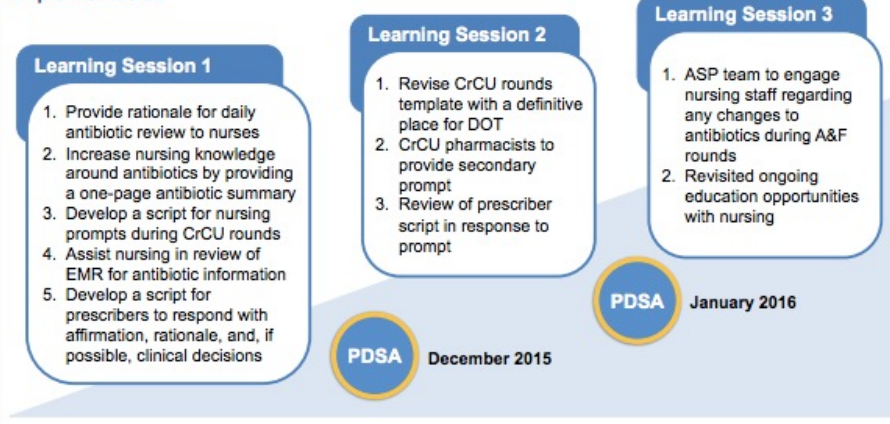 Learning Session 1
1. Provide rationale for daily
antibiotic review to nurses
2. Increase nursing knowledge
around antibiotics by providing
a one-page antibiotic summary
3. Develop a script for nursing
prompts during CrCU rounds
4. Assist nursing in review of
EMR for antibiotic information
5. Develop a script for
prescribers to respond with
affirmation, rationale, and, if
possible, clinical decisions
Learning Session 2
1. Revise CrCU rounds
template with a definitive
place for DOT
2. CrCU pharmacists to
provide secondary
prompt
3. Review of prescriber
script in response to
prompt
PDSA
December 2015
Learning Session 3
1. ASP team to engage
nursing staff regarding
any changes to
antibiotics during A&F
rounds
2. Revisited ongoing
education opportunities
with nursing
PDSA
January 2016